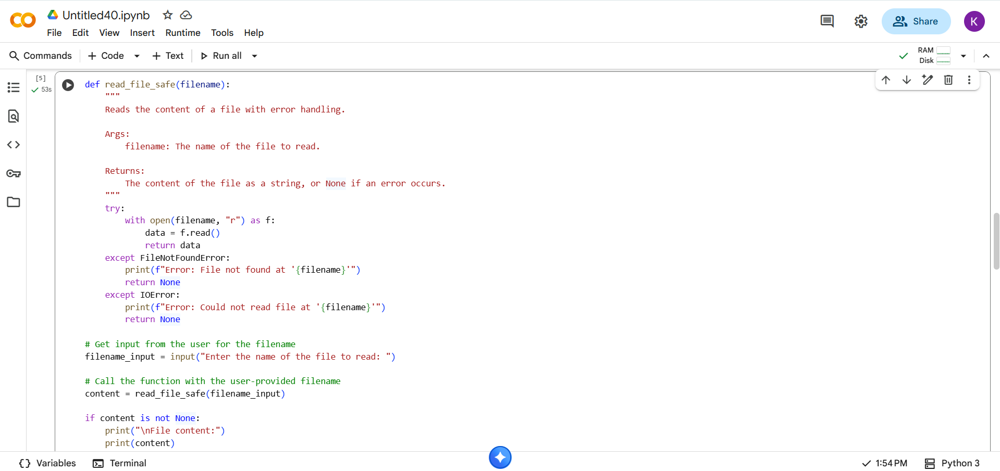 Untitled40.ipynb
File Edit View Insert Runtime Tools Help
Share
K
Commands + Code + Text Run all
RAM
Disk
[5]
53s
def read_file_safe(filename):
    """
    Reads the content of a file with error handling.

    Args:
        filename: The name of the file to read.

    Returns:
        The content of the file as a string, or None if an error occurs.
    """
    try:
        with open(filename, "r") as f:
            data = f.read()
            return data
    except FileNotFoundError:
        print(f"Error: File not found at '{filename}'")
        return None
    except IOError:
        print(f"Error: Could not read file at '{filename}'")
        return None

# Get input from the user for the filename
filename_input = input("Enter the name of the file to read: ")

# Call the function with the user-provided filename
content = read_file_safe(filename_input)

if content is not None:
    print("\nFile content:")
    print(content)
Variables Terminal
1:54 PM Python 3